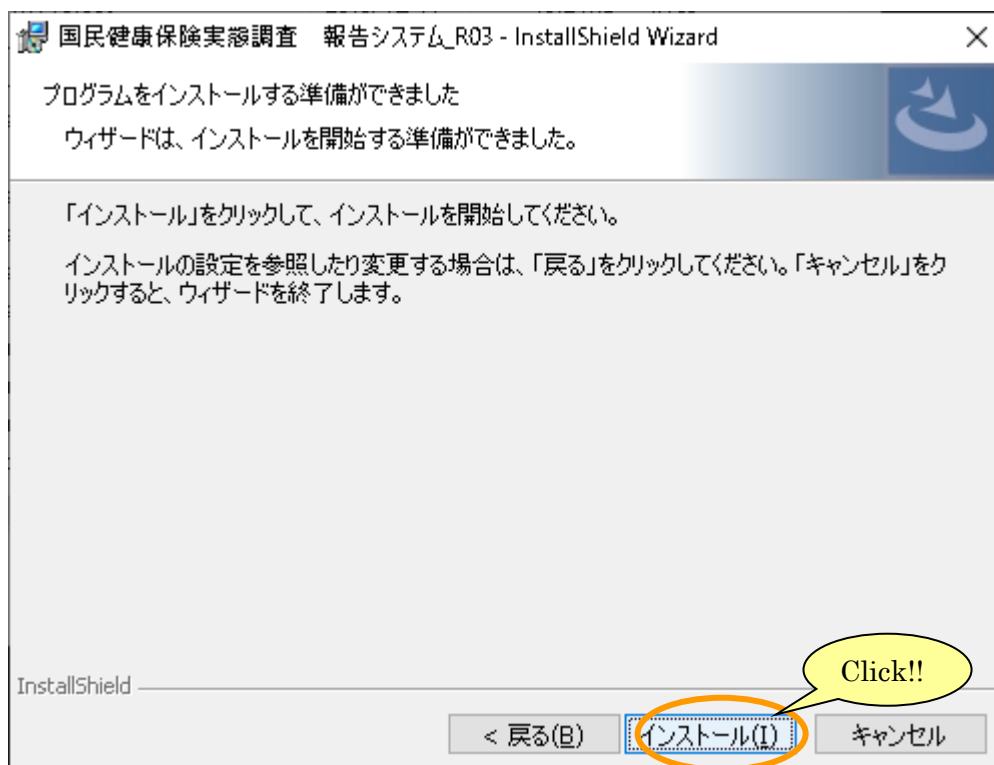 国民健康保険実態調査　報告システム_R03 - InstallShield Wizard
プログラムをインストールする準備ができました
ウィザードは、インストールを開始する準備ができました。
「インストール」をクリックして、インストールを開始してください。
インストールの設定を参照したり変更する場合は、「戻る」をクリックしてください。「キャンセル」をク
リックすると、ウィザードを終了します。
Click!!
InstallShield
< 戻る(B)
インストール(I)
キャンセル